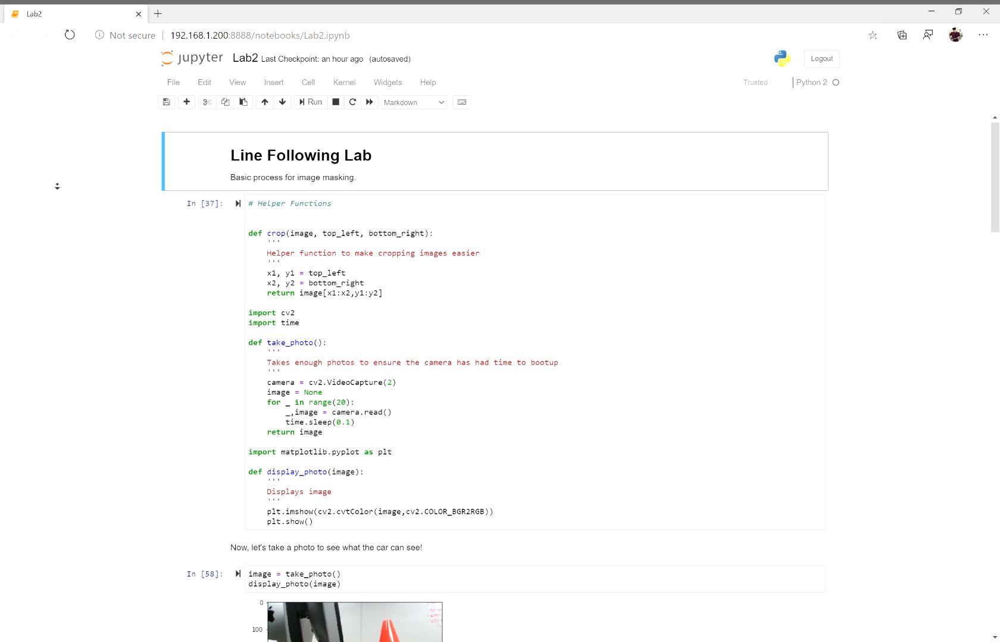 Lab2
Not secure | 192.168.1.200:8888/notebooks/Lab2.ipynb
jupyter Lab2 Last Checkpoint: an hour ago (autosaved)
Logout
File Edit View Insert Cell Kernel Widgets Help
Trusted | Python 2
Run Markdown
Line Following Lab
Basic process for image masking.
In [37]: # Helper Functions
def crop(image, top_left, bottom_right):
'''
Helper function to make cropping images easier
'''
x1, y1 = top_left
x2, y2 = bottom_right
return image[x1:x2,y1:y2]
import cv2
import time
def take_photo():
'''
Takes enough photos to ensure the camera has had time to bootup
'''
camera = cv2.VideoCapture(2)
image = None
for _ in range(20):
_,image = camera.read()
time.sleep(0.1)
return image
import matplotlib.pyplot as plt
def display_photo(image):
'''
Displays image
'''
plt.imshow(cv2.cvtColor(image,cv2.COLOR_BGR2RGB))
plt.show()
Now, let's take a photo to see what the car can see!
In [58]: image = take_photo()
display_photo(image)
0
100